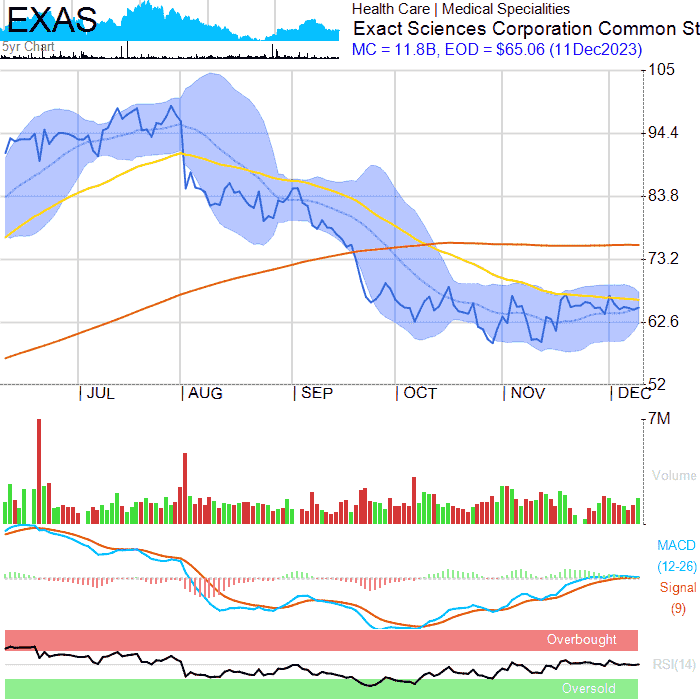 EXAS
5yr Chart
Health Care | Medical Specialities
Exact Sciences Corporation Common St
MC = 11.8B, EOD = $65.06 (11Dec2023)
105
94.4
83.8
73.2
62.6
52
JUL AUG SEP OCT NOV DEC
7M
Volume
MACD
(12-26)
Signal
(9)
Overbought
RSI(14)
Oversold